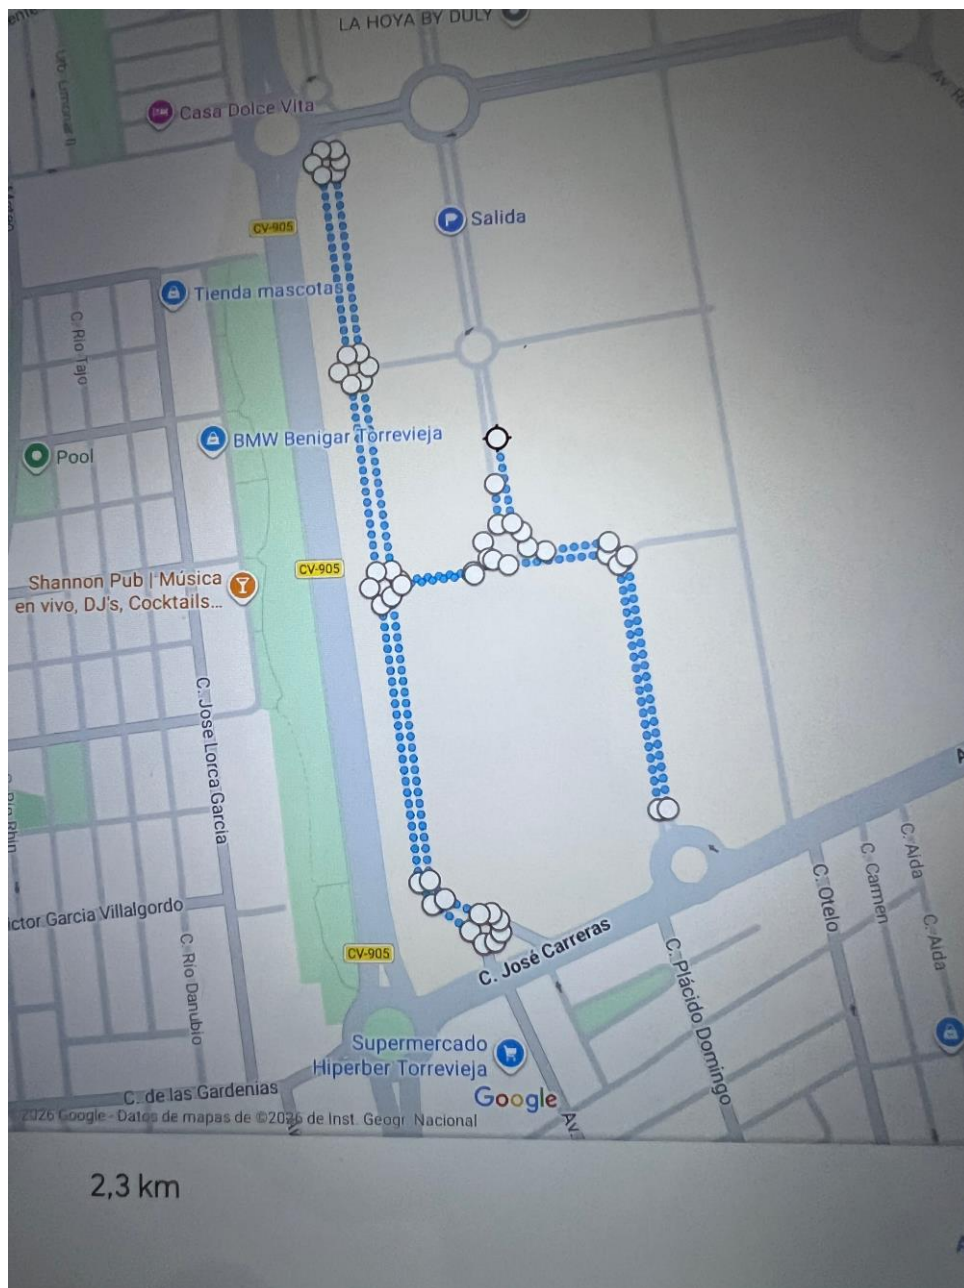 LA HOYA BY DULY
Casa Dolce Vita
CV-905
Salida
Tienda mascotas
C. Río Tajo
BMW Benigar Torrevieja
Pool
CV-905
Shannon Pub | Música
en vivo, DJ's, Cocktails...
C. Jose Lorca Garcia
C. Aida
C. Carmen
C. Otelo
C. Aida
ictor Garcia Villalgordo
C. Río Danubio
CV-905
C. José Carreras
C. Plácido Domingo
Supermercado
Hiperber Torrevieja
C. de las Gardenias
Google
2026 Google - Datos de mapas de ©2026 de Inst. Geogr. Nacional
2,3 km